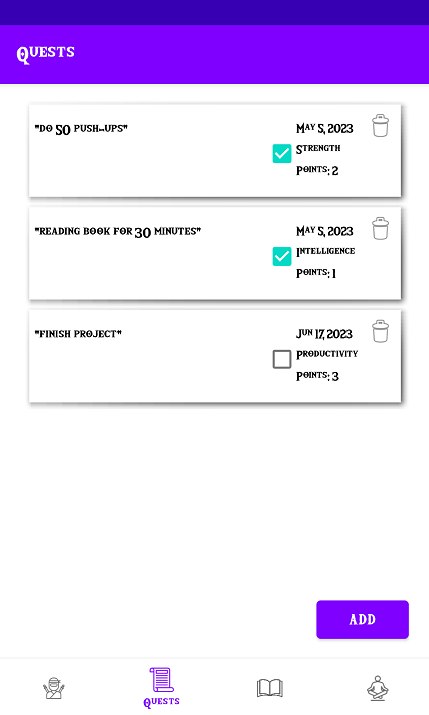 Quests
"do 50 push-ups"
May 5, 2023
Strength
Points: 2
"reading book for 30 minutes"
May 5, 2023
Intelligence
Points: 1
"finish project"
Jun 17, 2023
Productivity
Points: 3
ADD
Quests